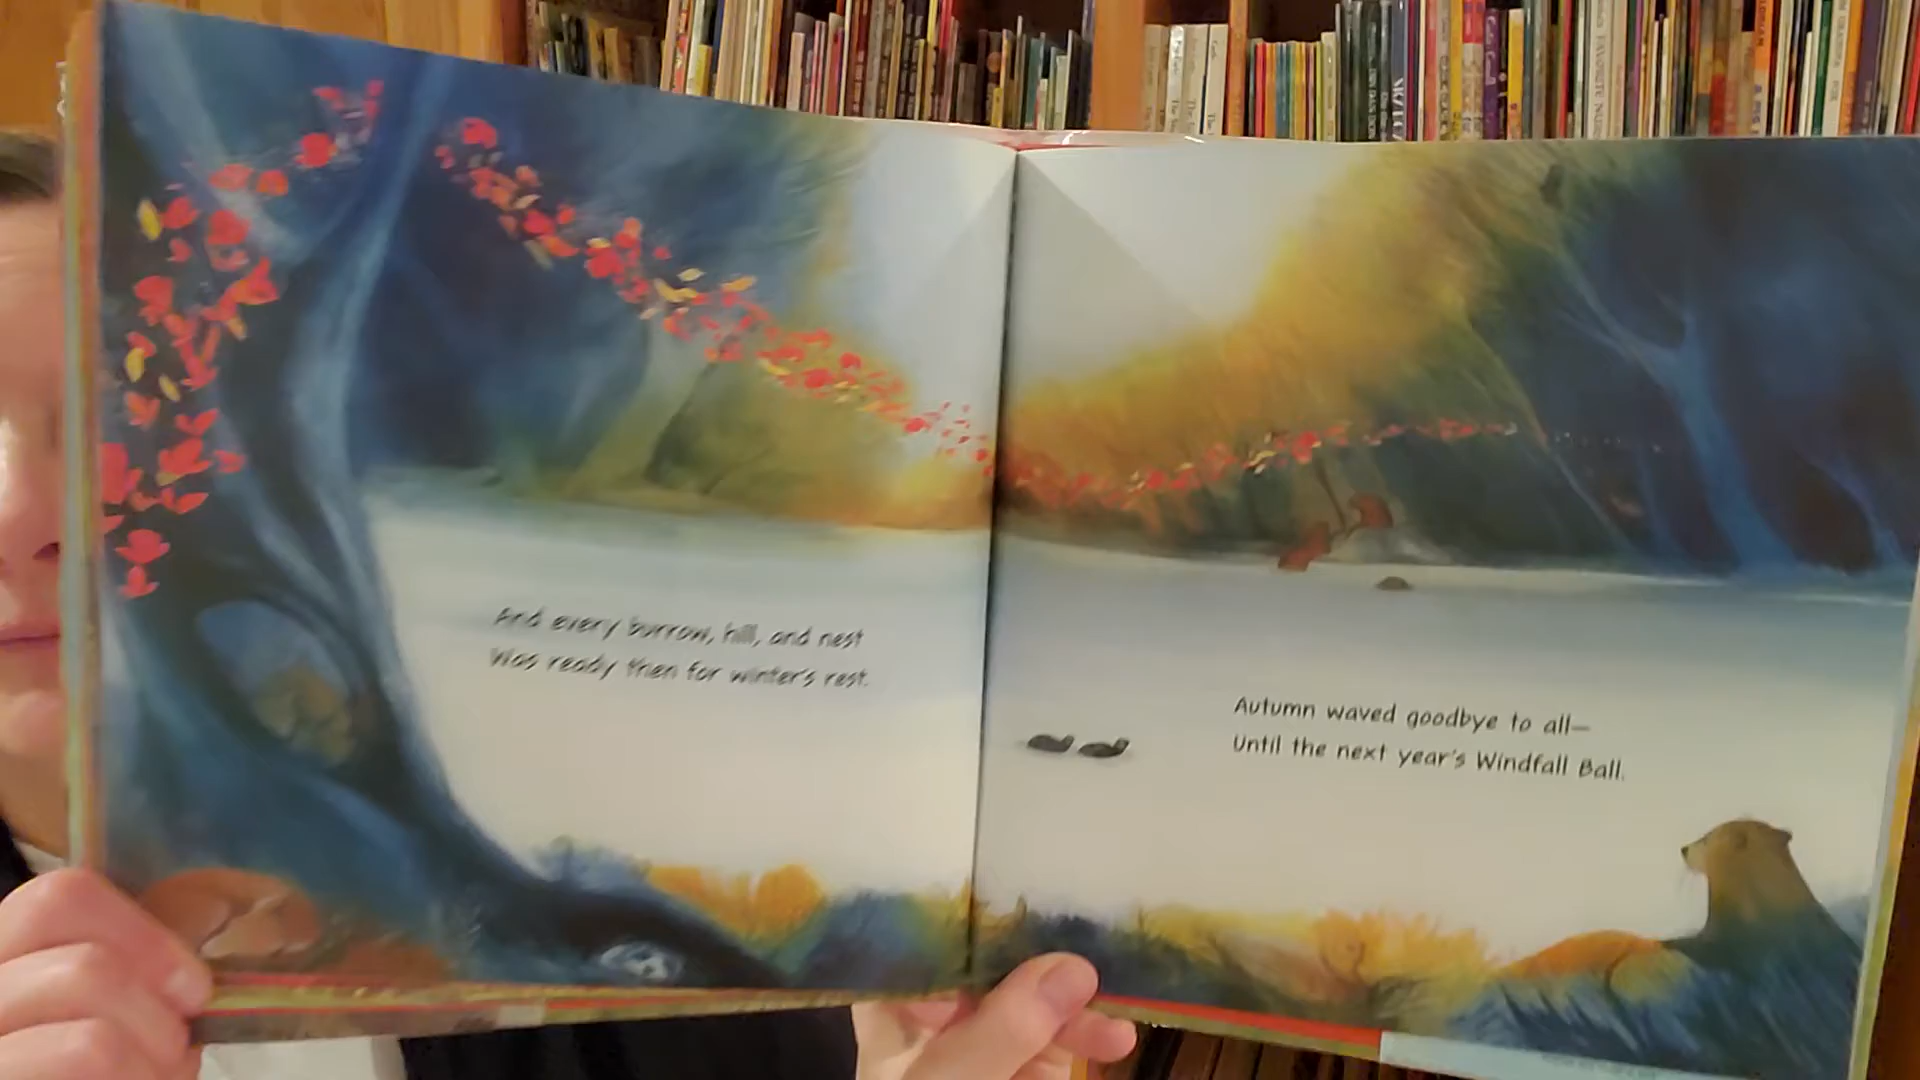 And every burrow, hill, and nest
Was ready then for winter's rest.
Autumn waved goodbye to all—
Until the next year's Windfall Ball.